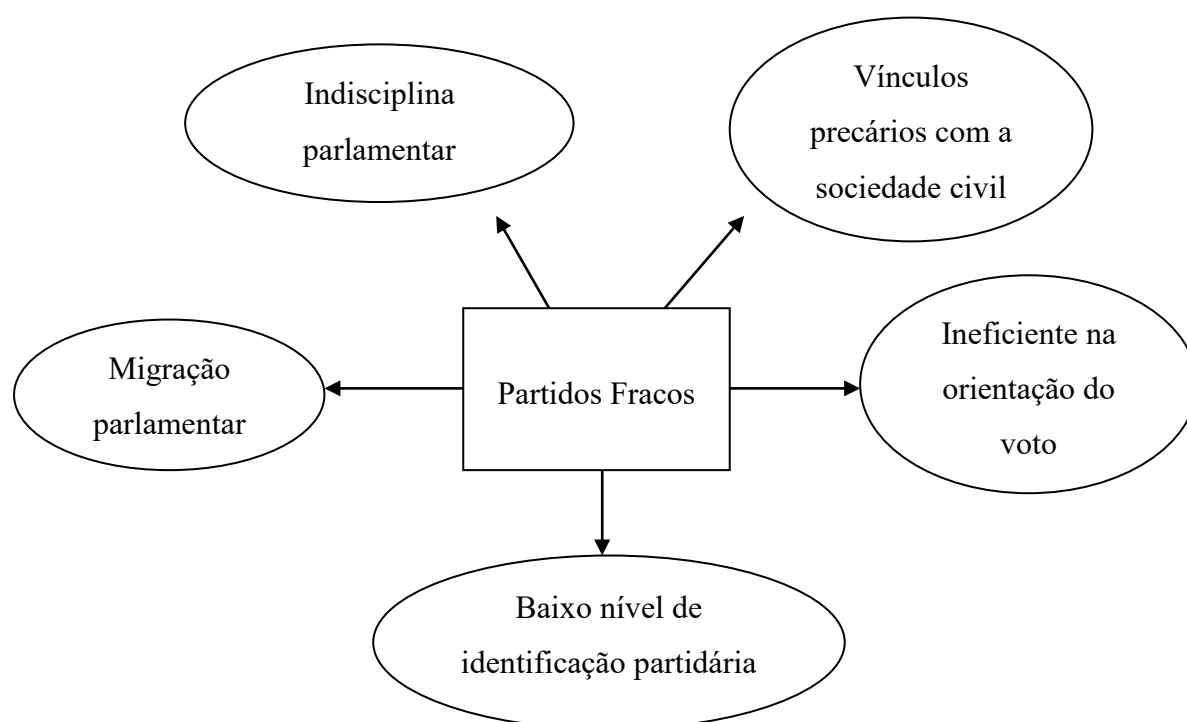 Indisciplina
parlamentar
Vínculos
precários com a
sociedade civil
Migração
parlamentar
Partidos Fracos
Ineficiente na
orientação do
voto
Baixo nível de
identificação partidária